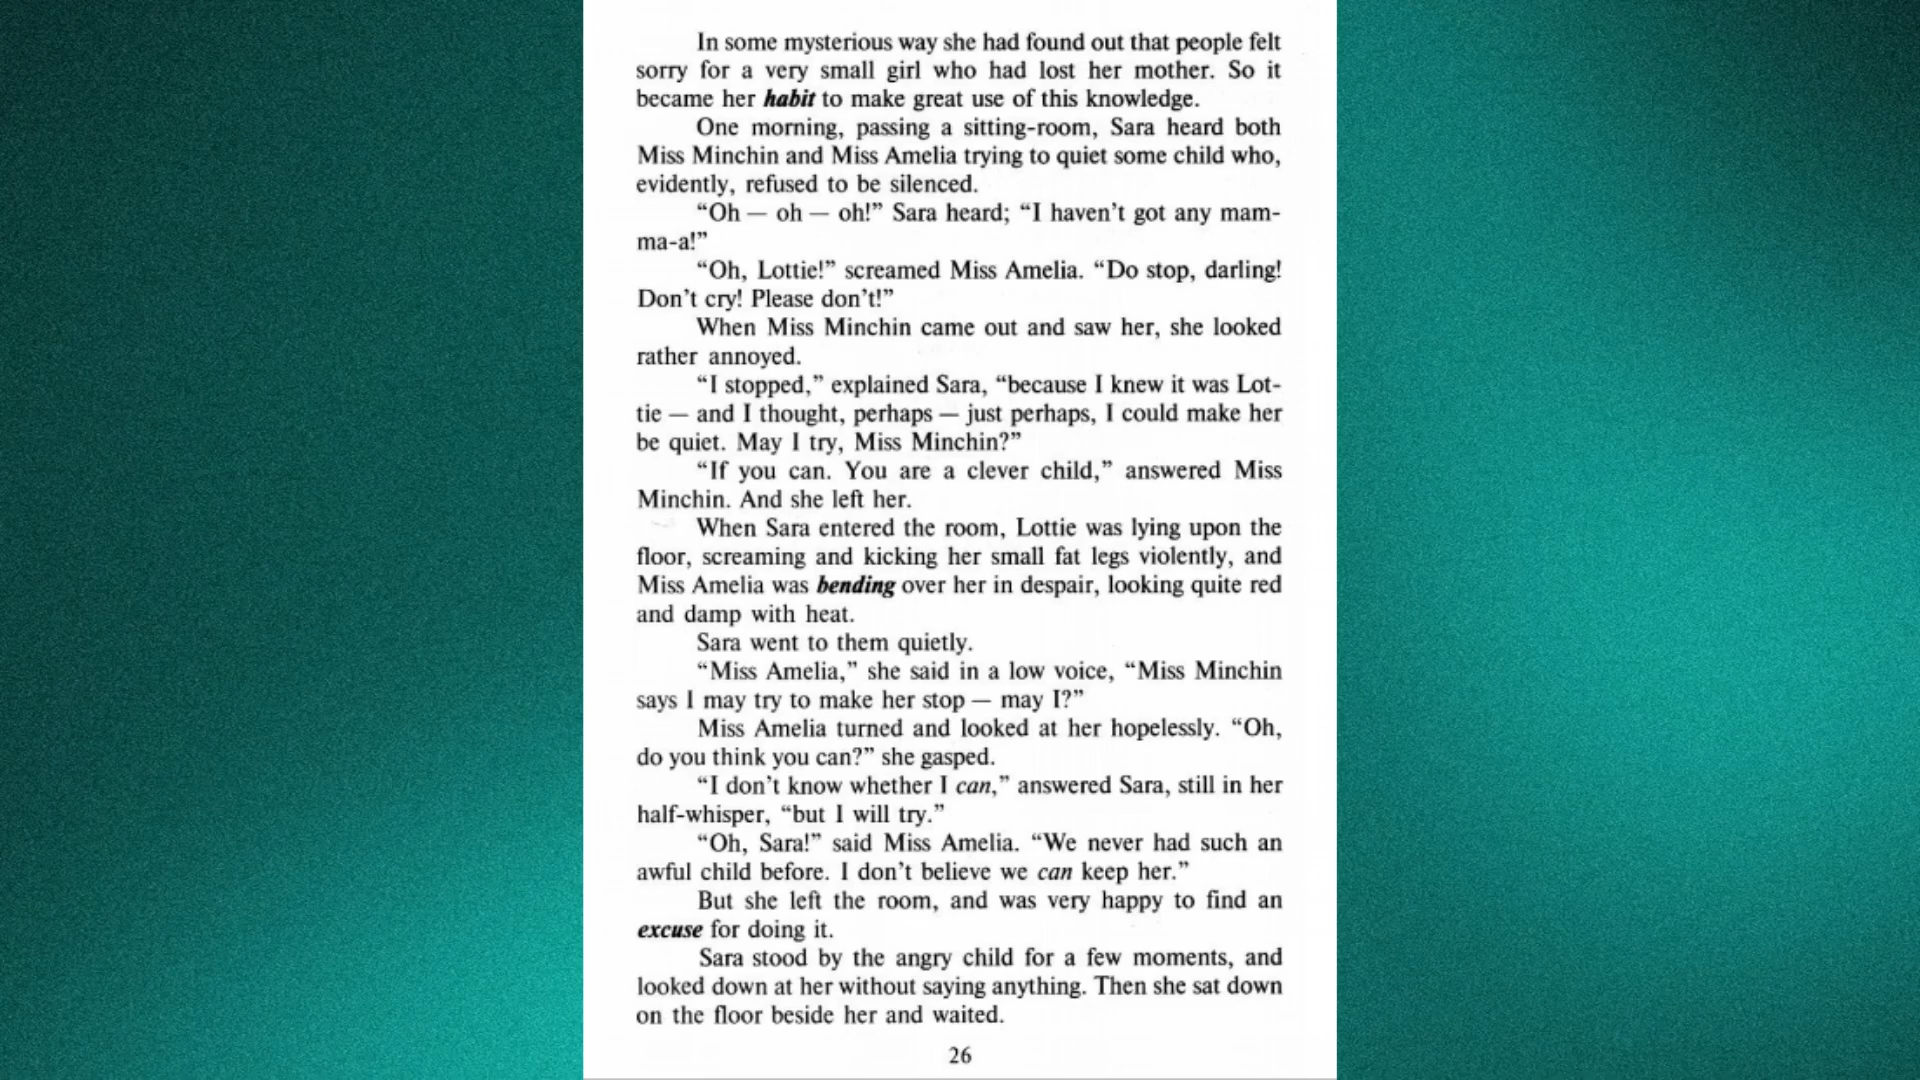 In some mysterious way she had found out that people felt
sorry for a very small girl who had lost her mother. So it
became her habit to make great use of this knowledge.
One morning, passing a sitting-room, Sara heard both
Miss Minchin and Miss Amelia trying to quiet some child who,
evidently, refused to be silenced.
“Oh — oh — oh!” Sara heard; “I haven’t got any mam-
ma-a!”
“Oh, Lottie!” screamed Miss Amelia. “Do stop, darling!
Don’t cry! Please don’t!”
When Miss Minchin came out and saw her, she looked
rather annoyed.
“I stopped,” explained Sara, “because I knew it was Lot-
tie — and I thought, perhaps — just perhaps, I could make her
be quiet. May I try, Miss Minchin?”
“If you can. You are a clever child,” answered Miss
Minchin. And she left her.
When Sara entered the room, Lottie was lying upon the
floor, screaming and kicking her small fat legs violently, and
Miss Amelia was bending over her in despair, looking quite red
and damp with heat.
Sara went to them quietly.
“Miss Amelia,” she said in a low voice, “Miss Minchin
says I may try to make her stop — may I?”
Miss Amelia turned and looked at her hopelessly. “Oh,
do you think you can?” she gasped.
“I don’t know whether I can,” answered Sara, still in her
half-whisper, “but I will try.”
“Oh, Sara!” said Miss Amelia. “We never had such an
awful child before. I don’t believe we can keep her.”
But she left the room, and was very happy to find an
excuse for doing it.
Sara stood by the angry child for a few moments, and
looked down at her without saying anything. Then she sat down
on the floor beside her and waited.
26